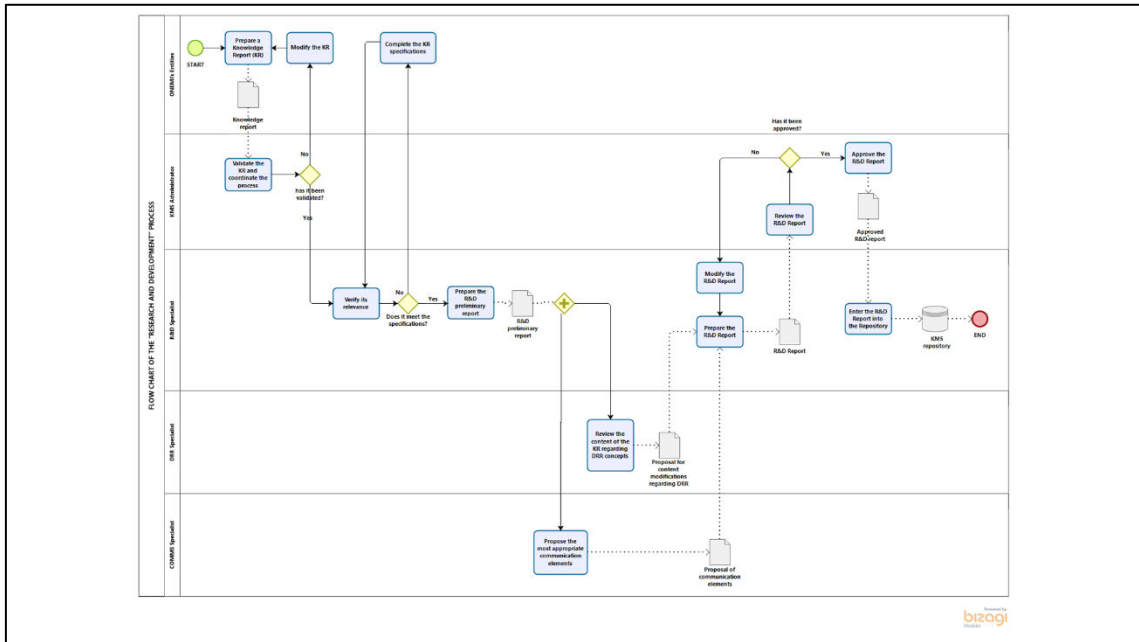 FLOW CHART OF THE "RESEARCH AND DEVELOPMENT" PROCESS
ONEMI's Entities
START
Prepare a
Knowledge
Report (KR)
Modify the KR
Complete the KR
specifications
Knowledge
report
KMS Administrator
Validate the
KR and
coordinate the
process
No
has it been
validated?
Yes
Has it been
approved?
No
Yes
Approve the
R&D Report
Review the
R&D Report
Approved
R&D report
R&D Specialist
Verify its
relevance
No
Does it meet the
specifications?
Yes
Prepare the
R&D
preliminary
report
R&D
preliminary
report
Modify the
R&D Report
Prepare the
R&D Report
R&D Report
Enter the R&D
Report into
the Repository
KMS
repository
END
DRR Specialist
Review the
content of the
KR regarding
DRR concepts
Proposal for
content
modifications
regarding DRR
COMMS Specialist
Propose the
most appropriate
communication
elements
Proposal of
communication
elements
Powered by
bizagi
Modeler